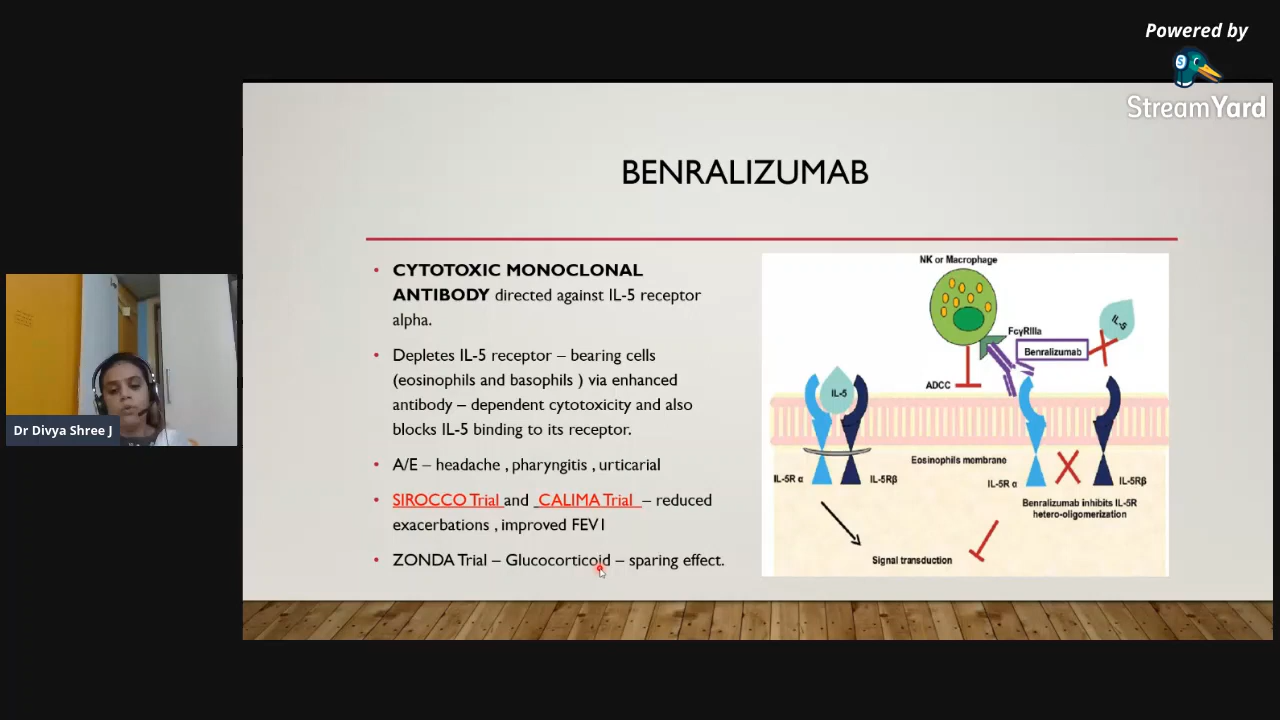 Powered by
StreamYard
BENRALIZUMAB
• CYTOTOXIC MONOCLONAL
ANTIBODY directed against IL-5 receptor
alpha.
• Depletes IL-5 receptor – bearing cells
(eosinophils and basophils ) via enhanced
antibody – dependent cytotoxicity and also
blocks IL-5 binding to its receptor.
• A/E – headache , pharyngitis , urticarial
• SIROCCO Trial and CALIMA Trial – reduced
exacerbations , improved FEV1
• ZONDA Trial – Glucocorticoid – sparing effect.
NK or Macrophage
IL-5
FcγRIIIa
Benralizumab
ADCC
IL-5
Eosinophils membrane
IL-5R α
IL-5Rβ
IL-5R α
IL-5Rβ
Benralizumab inhibits IL-5R
hetero-oligomerization
Signal transduction
Dr Divya Shree J